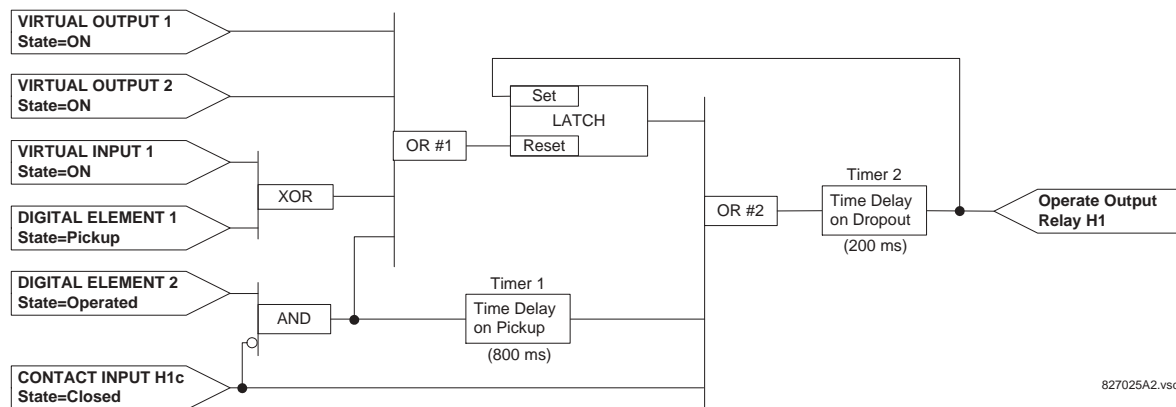 VIRTUAL OUTPUT 1
State=ON
VIRTUAL OUTPUT 2
State=ON
VIRTUAL INPUT 1
State=ON
DIGITAL ELEMENT 1
State=Pickup
DIGITAL ELEMENT 2
State=Operated
CONTACT INPUT H1c
State=Closed
XOR
AND
OR #1
Set
LATCH
Reset
Timer 1
Time Delay
on Pickup
(800 ms)
OR #2
Timer 2
Time Delay
on Dropout
(200 ms)
Operate Output
Relay H1
827025A2.vsd